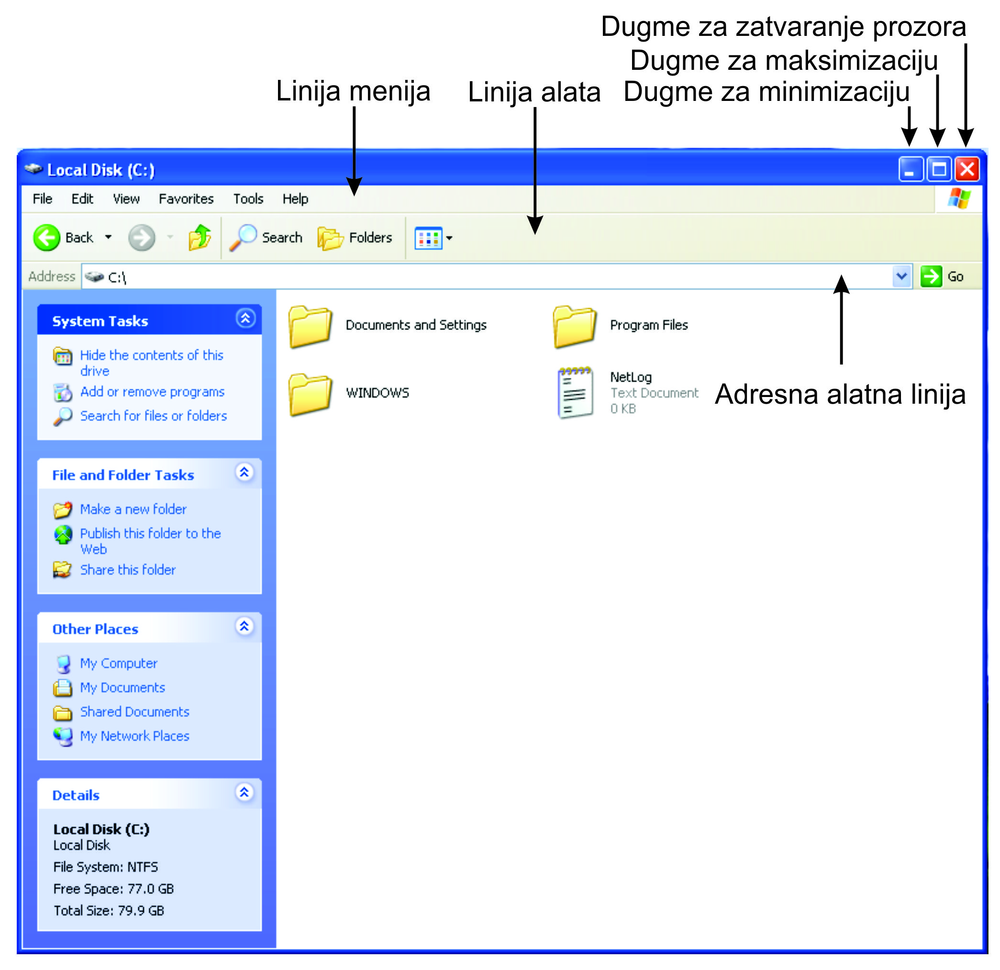 Dugme za zatvaranje prozora
Dugme za maksimizaciju
Linija menija
Linija alata
Dugme za minimizaciju
Local Disk (C:)
File Edit View Favorites Tools Help
Back Search Folders
Address C:\ Go
System Tasks
Hide the contents of this
drive
Add or remove programs
Search for files or folders
File and Folder Tasks
Make a new folder
Publish this folder to the
Web
Share this folder
Other Places
My Computer
My Documents
Shared Documents
My Network Places
Details
Local Disk (C:)
Local Disk
File System: NTFS
Free Space: 77.0 GB
Total Size: 79.9 GB
Documents and Settings
Program Files
WINDOWS
NetLog
Text Document
0 KB
Adresna alatna linija